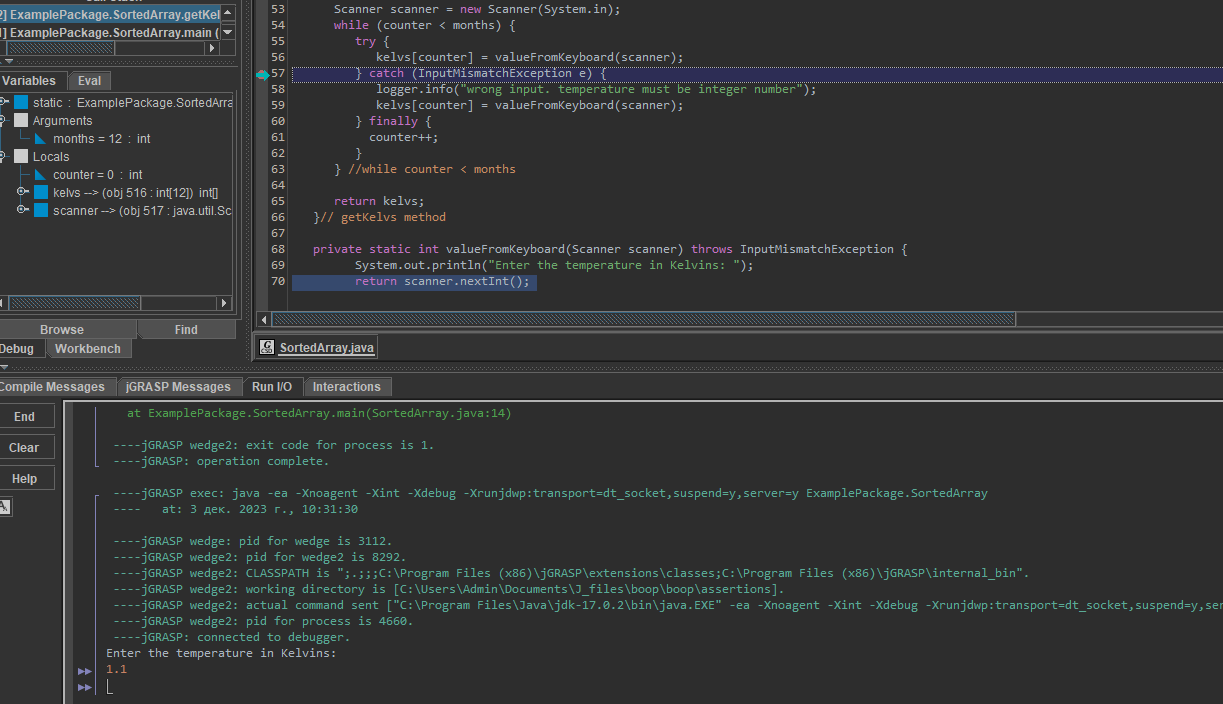 2] ExamplePackage.SortedArray.getKel
] ExamplePackage.SortedArray.main (
Variables Eval
static : ExamplePackage.SortedArra
Arguments
months = 12 : int
Locals
counter = 0 : int
kelvs --> (obj 516 : int[12]) int[]
scanner --> (obj 517 : java.util.Sc
Browse Find
Debug Workbench
53 Scanner scanner = new Scanner(System.in);
54 while (counter < months) {
55 try {
56 kelvs[counter] = valueFromKeyboard(scanner);
57 } catch (InputMismatchException e) {
58 logger.info("wrong input. temperature must be integer number");
59 kelvs[counter] = valueFromKeyboard(scanner);
60 } finally {
61 counter++;
62 }
63 } //while counter < months
64
65 return kelvs;
66 }// getKelvs method
67
68 private static int valueFromKeyboard(Scanner scanner) throws InputMismatchException {
69 System.out.println("Enter the temperature in Kelvins: ");
70 return scanner.nextInt();
SortedArray.java
Compile Messages jGRASP Messages Run I/O Interactions
End
Clear
Help
at ExamplePackage.SortedArray.main(SortedArray.java:14)
----jGRASP wedge2: exit code for process is 1.
----jGRASP: operation complete.
----jGRASP exec: java -ea -Xnoagent -Xint -Xdebug -Xrunjdwp:transport=dt_socket,suspend=y,server=y ExamplePackage.SortedArray
---- at: 3 дек. 2023 г., 10:31:30
----jGRASP wedge: pid for wedge is 3112.
----jGRASP wedge2: pid for wedge2 is 8292.
----jGRASP wedge2: CLASSPATH is ";.;;;C:\Program Files (x86)\jGRASP\extensions\classes;C:\Program Files (x86)\jGRASP\internal_bin".
----jGRASP wedge2: working directory is [C:\Users\Admin\Documents\J_files\boop\boop\assertions].
----jGRASP wedge2: actual command sent ["C:\Program Files\Java\jdk-17.0.2\bin\java.EXE" -ea -Xnoagent -Xint -Xdebug -Xrunjdwp:transport=dt_socket,suspend=y,ser
----jGRASP wedge2: pid for process is 4660.
----jGRASP: connected to debugger.
Enter the temperature in Kelvins:
1.1